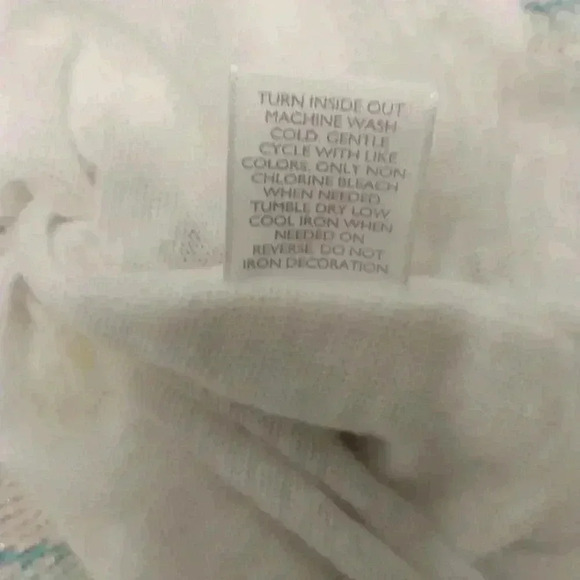 TURN INSIDE OUT
MACHINE WASH
COLD. GENTLE
CYCLE WITH LIKE
COLORS. ONLY NON-
CHLORINE BLEACH
WHEN NEEDED.
TUMBLE DRY LOW.
COOL IRON WHEN
NEEDED ON
REVERSE. DO NOT
IRON DECORATION.